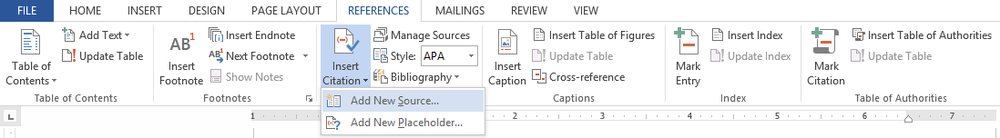 FILE HOME INSERT DESIGN PAGE LAYOUT REFERENCES MAILINGS REVIEW VIEW
Table of Contents
Add Text
Update Table
Table of Contents
AB1
Insert Footnote
Insert Endnote
AB1 Next Footnote
Show Notes
Footnotes
Insert Citation
Manage Sources
Style: APA
Bibliography
Add New Source...
Add New Placeholder...
Insert Caption
Insert Table of Figures
Update Table
Cross-reference
Captions
Mark Entry
Insert Index
Update Index
Index
Mark Citation
Insert Table of Authorities
Update Table
Table of Authorities
L
1 2 3 4 5 6 7